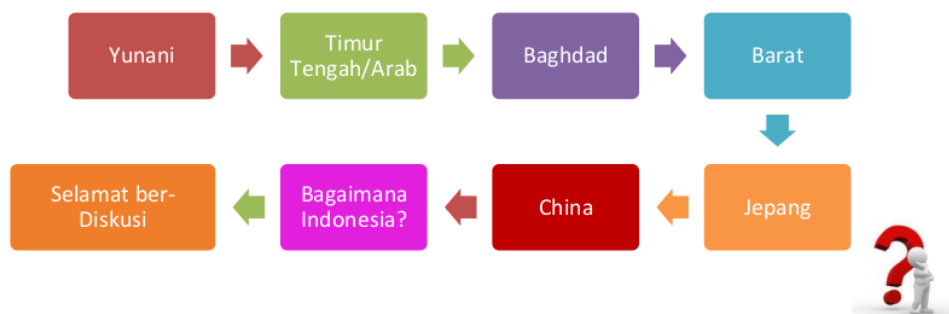 Yunani
Timur
Tengah/Arab
Baghdad
Barat
Jepang
China
Bagaimana
Indonesia?
Selamat ber-
Diskusi